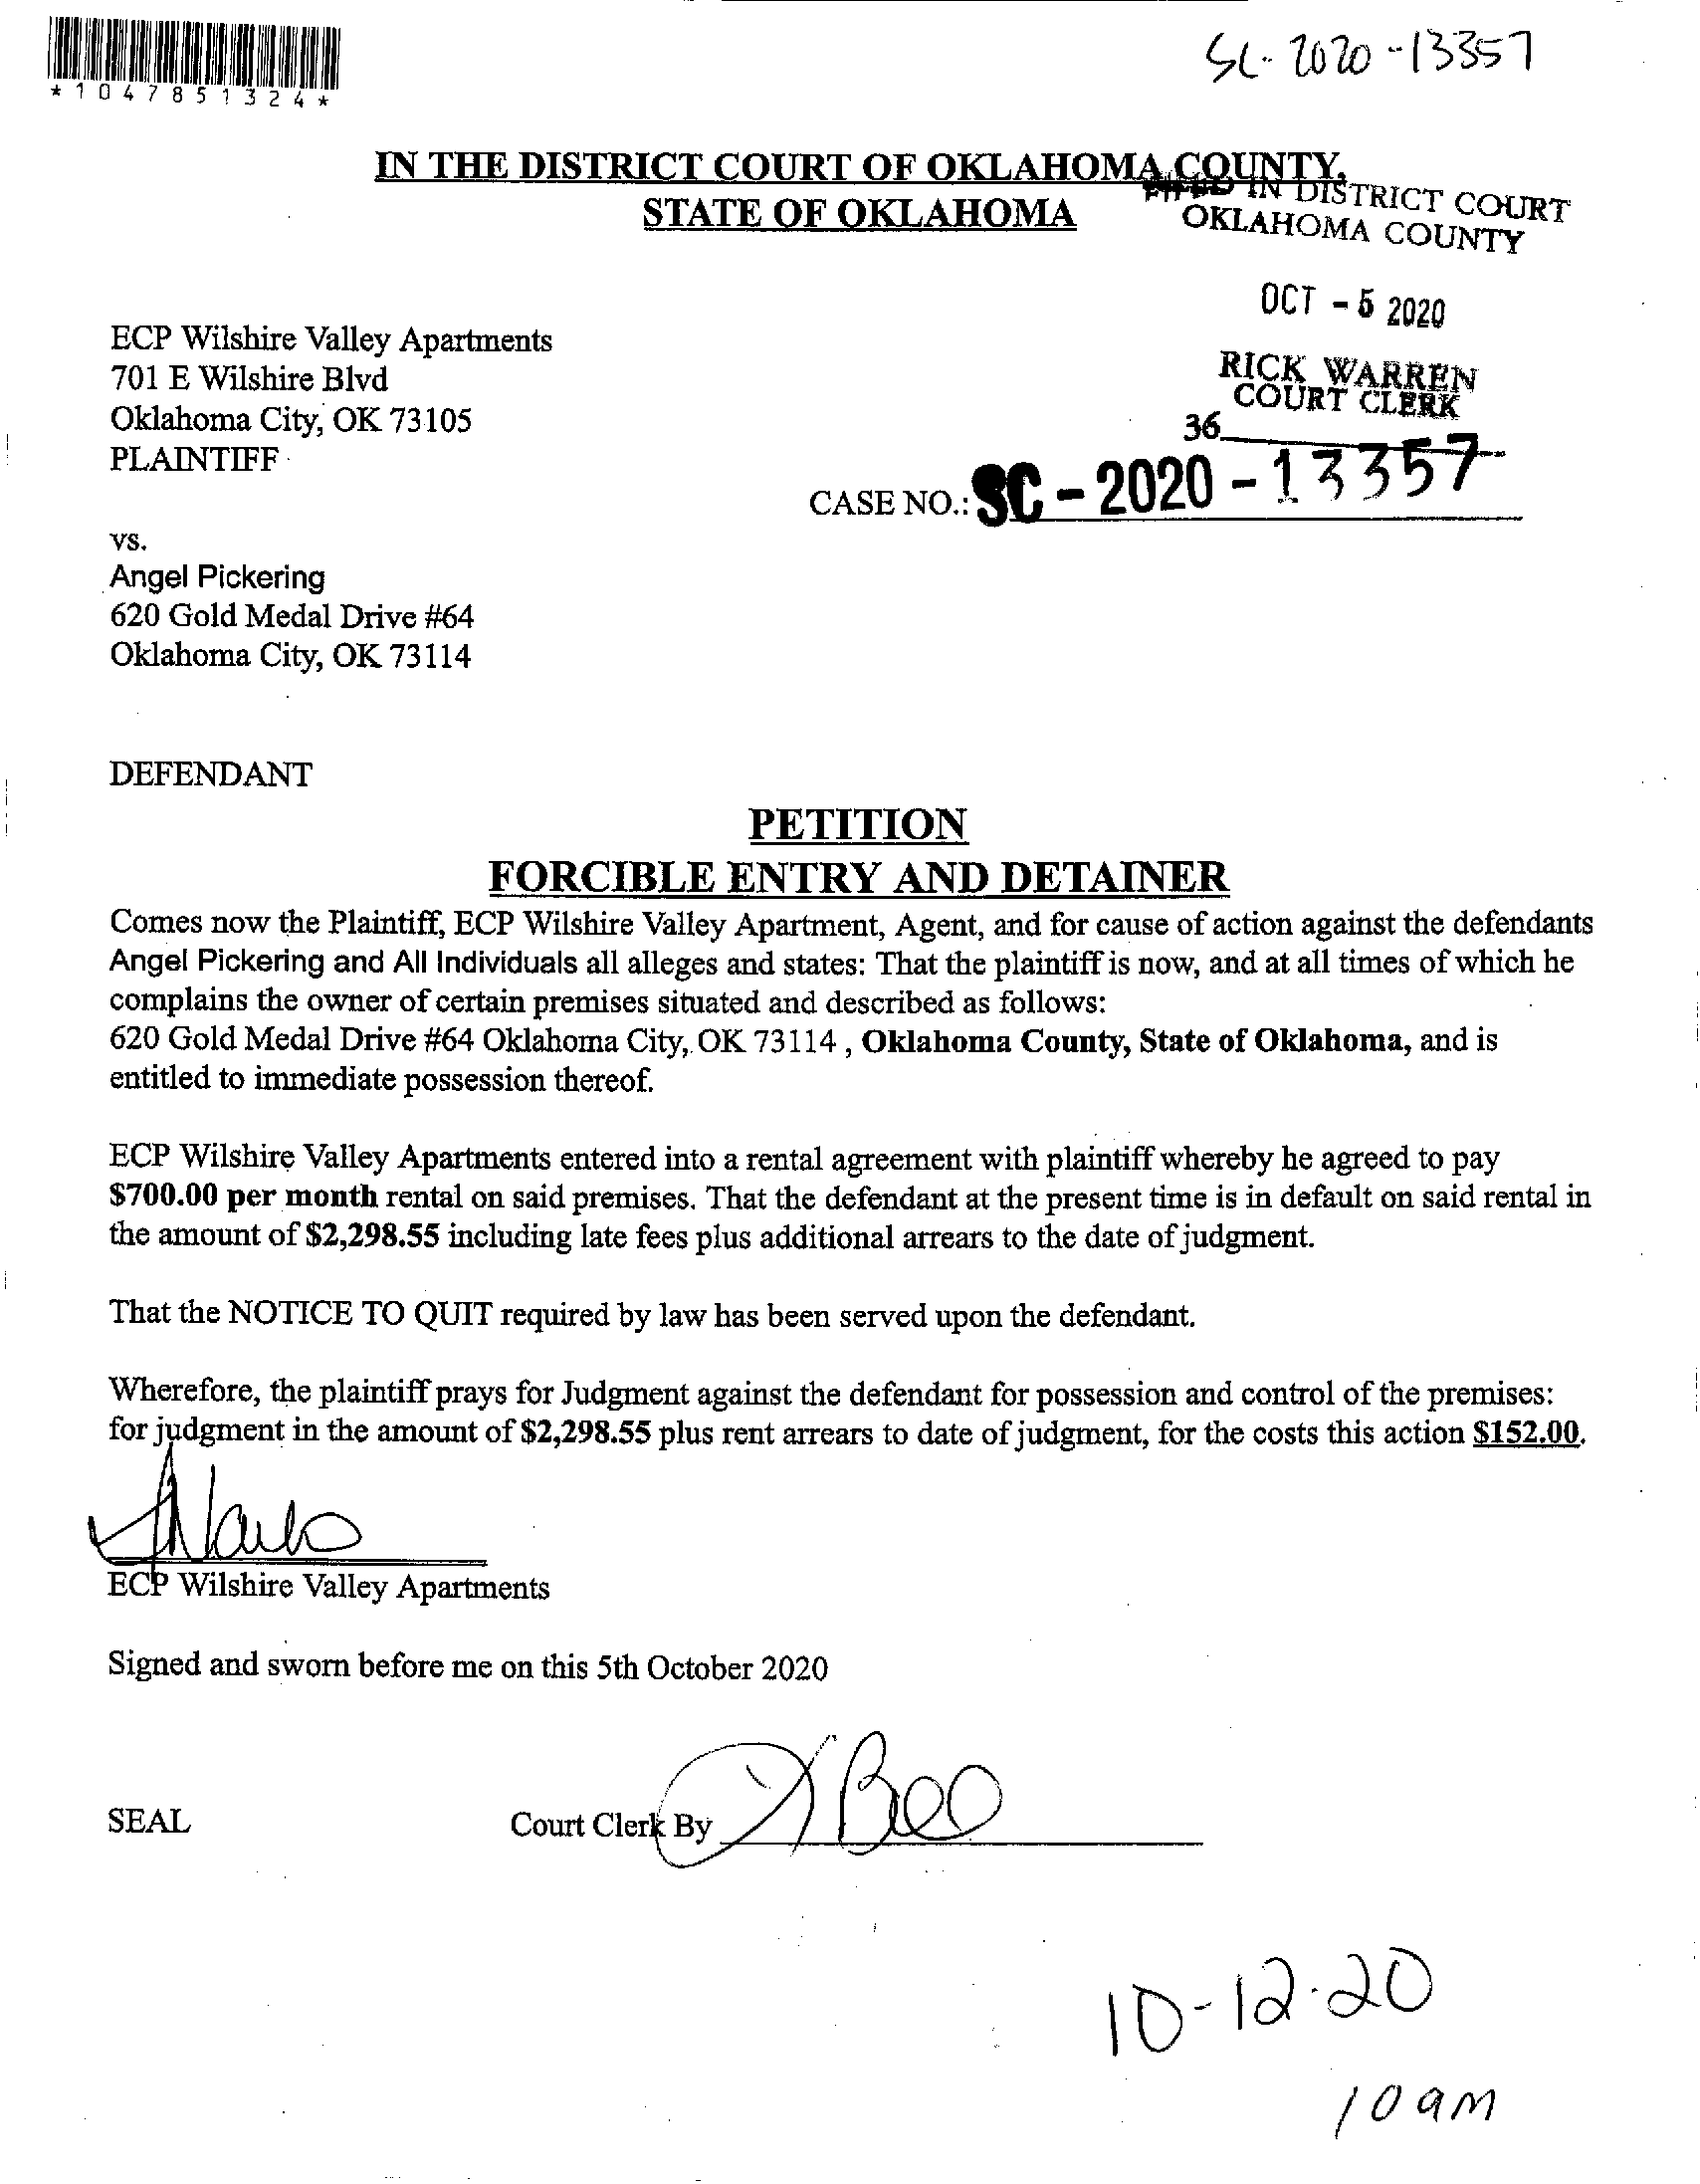 SC-2020-13357
*1047851324*
IN THE DISTRICT COURT OF OKLAHOMA COUNTY,
STATE OF OKLAHOMA
FILED IN DISTRICT COURT
OKLAHOMA COUNTY
OCT - 5 2020
RICK WARREN
COURT CLERK
36
ECP Wilshire Valley Apartments
701 E Wilshire Blvd
Oklahoma City, OK 73105
PLAINTIFF
CASE NO.: SC - 2020 - 13357
vs.
Angel Pickering
620 Gold Medal Drive #64
Oklahoma City, OK 73114
DEFENDANT
PETITION
FORCIBLE ENTRY AND DETAINER
Comes now the Plaintiff, ECP Wilshire Valley Apartment, Agent, and for cause of action against the defendants
Angel Pickering and All Individuals all alleges and states: That the plaintiff is now, and at all times of which he
complains the owner of certain premises situated and described as follows:
620 Gold Medal Drive #64 Oklahoma City, OK 73114 , Oklahoma County, State of Oklahoma, and is
entitled to immediate possession thereof.
ECP Wilshire Valley Apartments entered into a rental agreement with plaintiff whereby he agreed to pay
$700.00 per month rental on said premises. That the defendant at the present time is in default on said rental in
the amount of $2,298.55 including late fees plus additional arrears to the date of judgment.
That the NOTICE TO QUIT required by law has been served upon the defendant.
Wherefore, the plaintiff prays for Judgment against the defendant for possession and control of the premises:
for judgment in the amount of $2,298.55 plus rent arrears to date of judgment, for the costs this action $152.00.
ECP Wilshire Valley Apartments
Signed and sworn before me on this 5th October 2020
SEAL
Court Clerk By
10-12-20
10 am